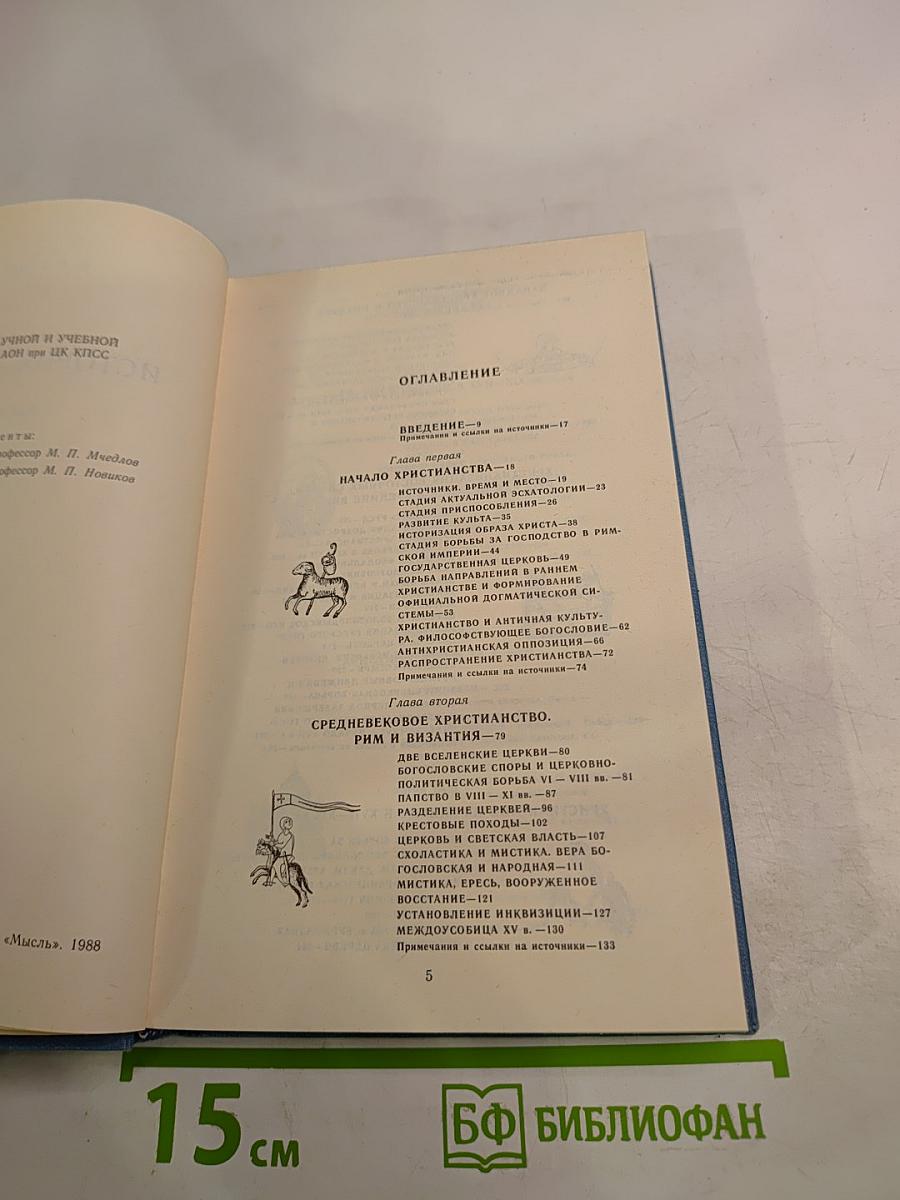 УЧНОЙ И УЧЕБНОЙ
АОН при ЦК КПСС
енты:
офессор М. П. Мчедлов
офессор М. П. Новиков
«Мысль». 1988
ОГЛАВЛЕНИЕ
ВВЕДЕНИЕ—9
Примечания и ссылки на источники—17
Глава первая
НАЧАЛО ХРИСТИАНСТВА—18
ИСТОЧНИКИ. ВРЕМЯ И МЕСТО—19
СТАДИЯ АКТУАЛЬНОЙ ЭСХАТОЛОГИИ—23
СТАДИЯ ПРИСПОСОБЛЕНИЯ—26
РАЗВИТИЕ КУЛЬТА—35
ИСТОРИЗАЦИЯ ОБРАЗА ХРИСТА—38
СТАДИЯ БОРЬБЫ ЗА ГОСПОДСТВО В РИМ-
СКОЙ ИМПЕРИИ—44
ГОСУДАРСТВЕННАЯ ЦЕРКОВЬ—49
БОРЬБА НАПРАВЛЕНИЙ В РАННЕМ
ХРИСТИАНСТВЕ И ФОРМИРОВАНИЕ
ОФИЦИАЛЬНОЙ ДОГМАТИЧЕСКОЙ СИ-
СТЕМЫ—53
ХРИСТИАНСТВО И АНТИЧНАЯ КУЛЬТУ-
РА. ФИЛОСОФСТВУЮЩЕЕ БОГОСЛОВИЕ—62
АНТИХРИСТИАНСКАЯ ОППОЗИЦИЯ—66
РАСПРОСТРАНЕНИЕ ХРИСТИАНСТВА—72
Примечания и ссылки на источники—74
Глава вторая
СРЕДНЕВЕКОВОЕ ХРИСТИАНСТВО.
РИМ И ВИЗАНТИЯ—79
ДВЕ ВСЕЛЕНСКИЕ ЦЕРКВИ—80
БОГОСЛОВСКИЕ СПОРЫ И ЦЕРКОВНО-
ПОЛИТИЧЕСКАЯ БОРЬБА VI — VIII вв. —81
ПАПСТВО В VIII — XI вв. —87
РАЗДЕЛЕНИЕ ЦЕРКВЕЙ—96
КРЕСТОВЫЕ ПОХОДЫ—102
ЦЕРКОВЬ И СВЕТСКАЯ ВЛАСТЬ—107
СХОЛАСТИКА И МИСТИКА. ВЕРА БО-
ГОСЛОВСКАЯ И НАРОДНАЯ—111
МИСТИКА, ЕРЕСЬ, ВООРУЖЕННОЕ
ВОССТАНИЕ—121
УСТАНОВЛЕНИЕ ИНКВИЗИЦИИ—127
МЕЖДОУСОБИЦА XV в. —130
Примечания и ссылки на источники—133
5
15 см
БФ БИБЛИОФАН